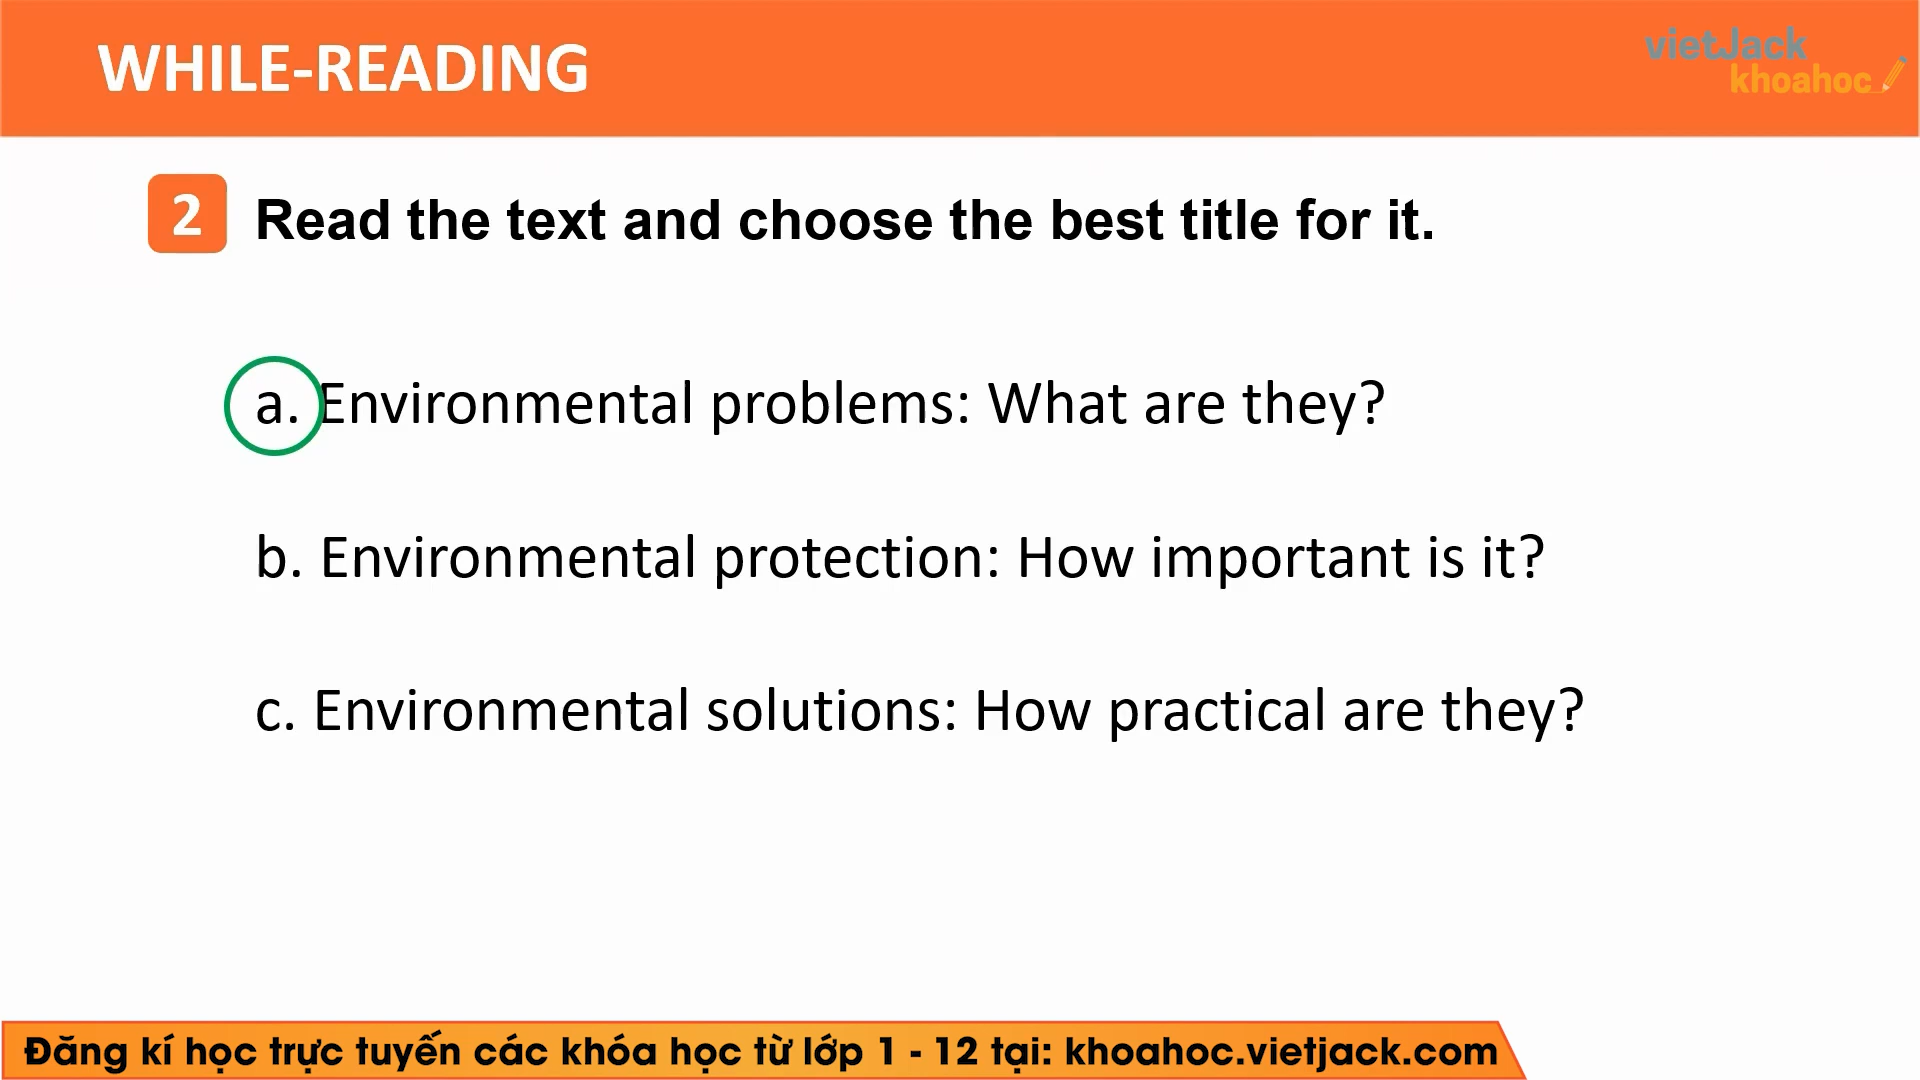 WHILE-READING
vietJack
khoahoc
2 Read the text and choose the best title for it.
a. Environmental problems: What are they?
b. Environmental protection: How important is it?
c. Environmental solutions: How practical are they?
Đăng kí học trực tuyến các khóa học từ lớp 1 - 12 tại: khoahoc.vietjack.com